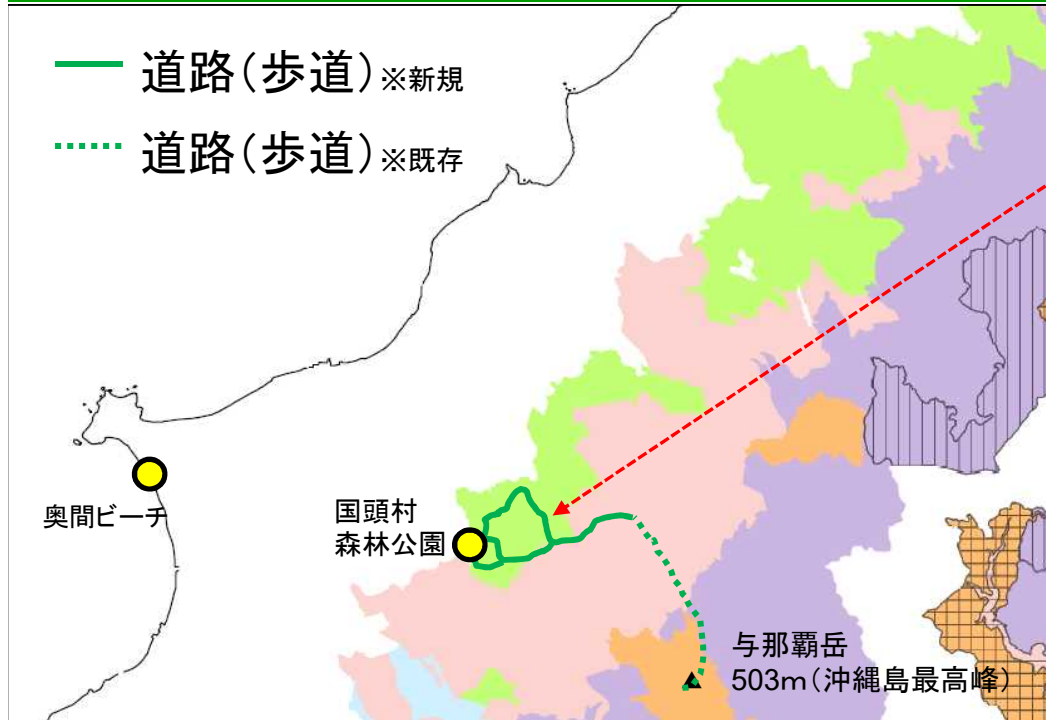 道路(歩道)※新規
道路(歩道)※既存
奥間ビーチ
国頭村
森林公園
与那覇岳
503m(沖縄島最高峰)